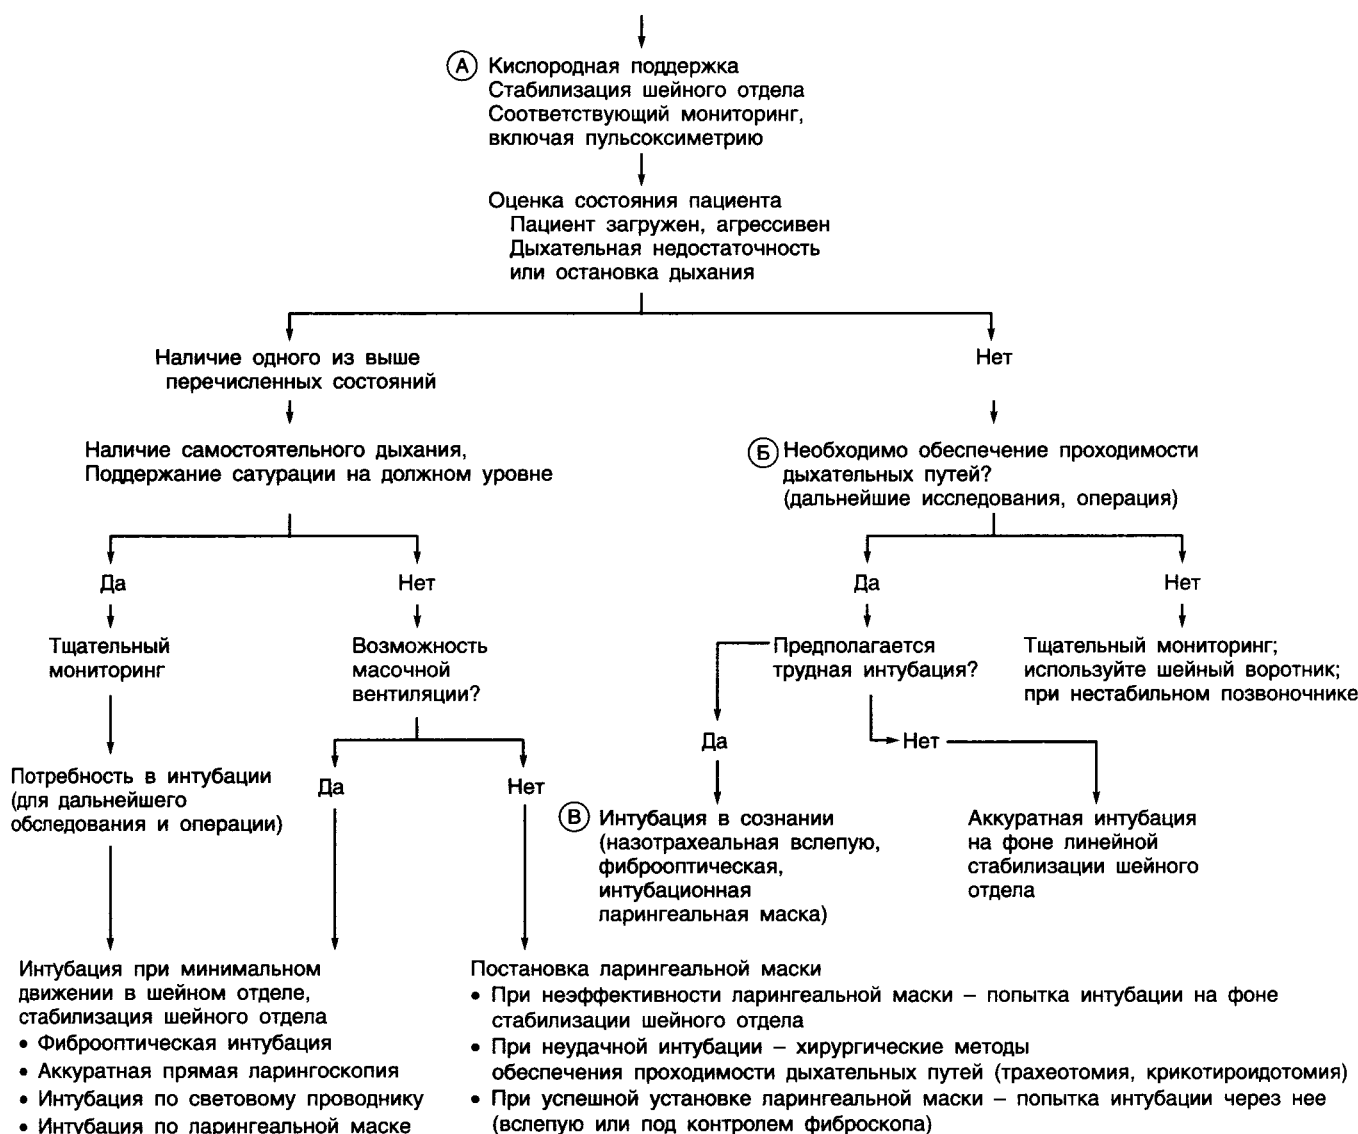 А Кислородная поддержка
Стабилизация шейного отдела
Соответствующий мониторинг,
включая пульсоксиметрию
Оценка состояния пациента
Пациент загружен, агрессивен
Дыхательная недостаточность
или остановка дыхания
Наличие одного из выше
перечисленных состояний
Нет
Наличие самостоятельного дыхания,
Поддержание сатурации на должном уровне
Б Необходимо обеспечение проходимости
дыхательных путей?
(дальнейшие исследования, операция)
Да
Нет
Да
Нет
Тщательный
мониторинг
Возможность
масочной
вентиляции?
Предполагается
трудная интубация?
Тщательный мониторинг;
используйте шейный воротник;
при нестабильном позвоночнике
Да
Нет
Потребность в интубации
(для дальнейшего
обследования и операции)
Да
Нет
В Интубация в сознании
(назотрахеальная вслепую,
фиброоптическая,
интубационная
ларингеальная маска)
Аккуратная интубация
на фоне линейной
стабилизации шейного
отдела
Интубация при минимальном
движении в шейном отделе,
стабилизация шейного отдела
• Фиброоптическая интубация
• Аккуратная прямая ларингоскопия
• Интубация по световому проводнику
• Интубация по ларингеальной маске
Постановка ларингеальной маски
• При неэффективности ларингеальной маски – попытка интубации на фоне
стабилизации шейного отдела
• При неудачной интубации – хирургические методы
обеспечения проходимости дыхательных путей (трахеотомия, крикотироидотомия)
• При успешной установке ларингеальной маски – попытка интубации через нее
(вслепую или под контролем фиброскопа)